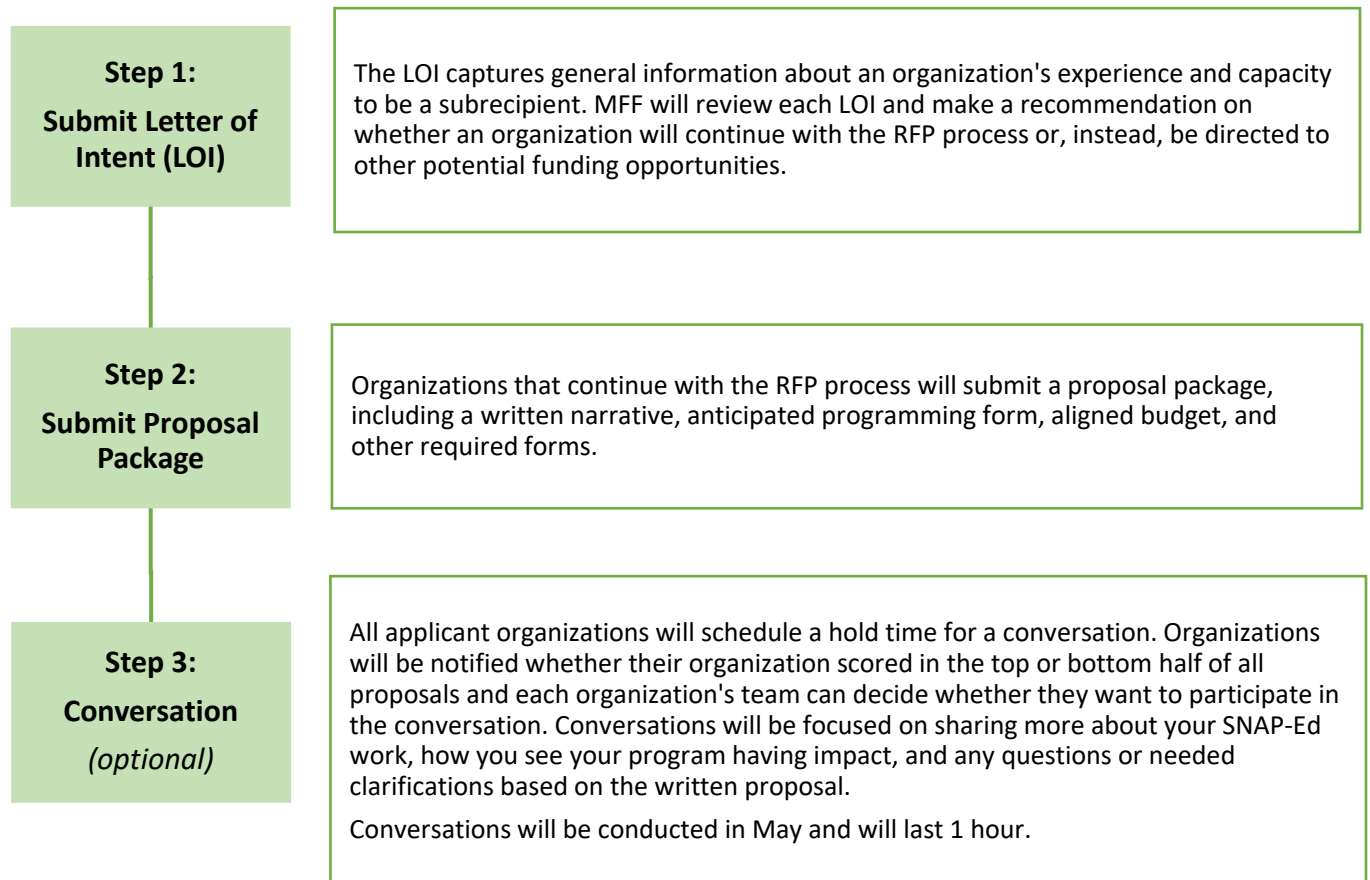 Step 1:
Submit Letter of
Intent (LOI)
The LOI captures general information about an organization's experience and capacity
to be a subrecipient. MFF will review each LOI and make a recommendation on
whether an organization will continue with the RFP process or, instead, be directed to
other potential funding opportunities.
Step 2:
Submit Proposal
Package
Organizations that continue with the RFP process will submit a proposal package,
including a written narrative, anticipated programming form, aligned budget, and
other required forms.
Step 3:
Conversation
(optional)
All applicant organizations will schedule a hold time for a conversation. Organizations
will be notified whether their organization scored in the top or bottom half of all
proposals and each organization's team can decide whether they want to participate in
the conversation. Conversations will be focused on sharing more about your SNAP-Ed
work, how you see your program having impact, and any questions or needed
clarifications based on the written proposal.
Conversations will be conducted in May and will last 1 hour.